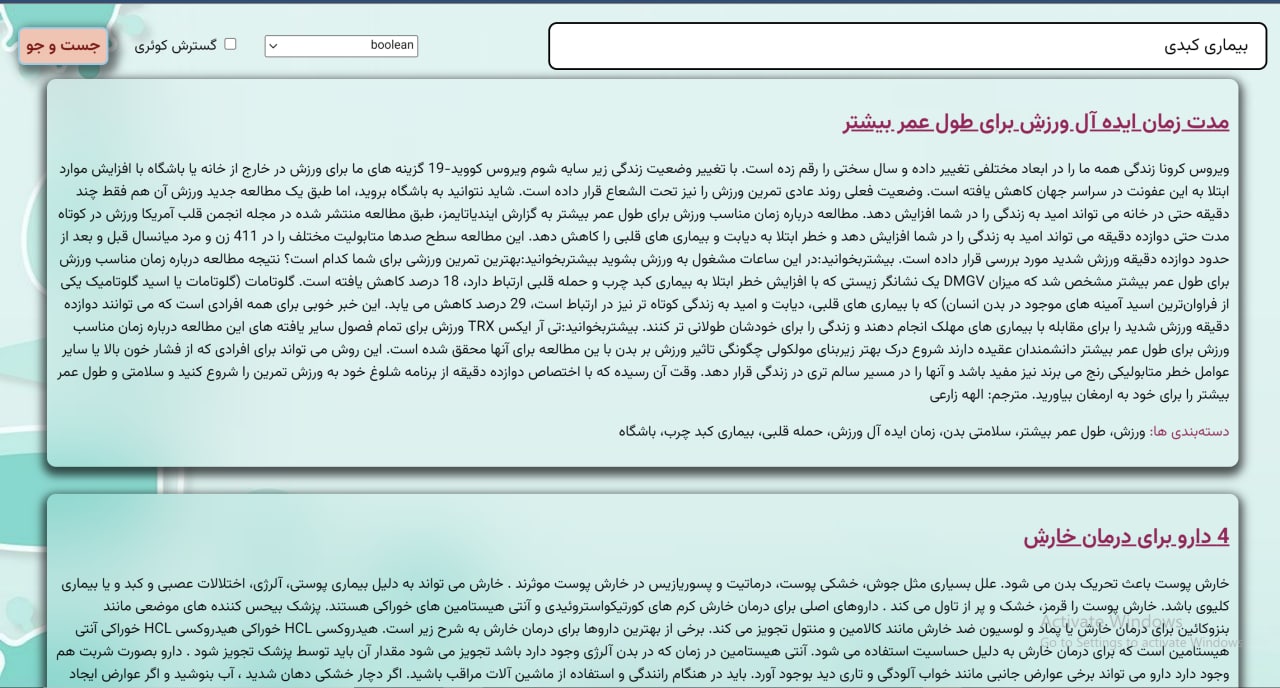 بیماری کبدی
boolean
گسترش کوئری
جست و جو
مدت زمان ایده آل ورزش برای طول عمر بیشتر
ویروس کرونا زندگی همه ما را در ابعاد مختلفی تغییر داده و سال سختی را رقم زده است. با تغییر وضعیت زندگی زیر سایه شوم ویروس کووید-19 گزینه های ما برای ورزش در خارج از خانه یا باشگاه با افزایش موارد
ابتلا به این عفونت در سراسر جهان کاهش یافته است. وضعیت فعلی روند عادی تمرین ورزش را نیز تحت الشعاع قرار داده است. شاید نتوانید به باشگاه بروید، اما طبق یک مطالعه جدید ورزش آن هم فقط چند
دقیقه حتی در خانه می تواند امید به زندگی را در شما افزایش دهد. مطالعه درباره زمان مناسب ورزش برای طول عمر بیشتر به گزارش ایندیاتایمز، طبق مطالعه منتشر شده در مجله انجمن قلب آمریکا ورزش در کوتاه
مدت حتی دوازده دقیقه می تواند امید به زندگی را در شما افزایش دهد و خطر ابتلا به دیابت و بیماری های قلبی را کاهش دهد. این مطالعه سطح صدها متابولیت مختلف را در 411 زن و مرد میانسال قبل و بعد از
حدود دوازده دقیقه ورزش شدید مورد بررسی قرار داده است. بیشتربخوانید:در این ساعات مشغول به ورزش بشوید بیشتربخوانید:بهترین تمرین ورزشی برای شما کدام است؟ نتیجه مطالعه درباره زمان مناسب ورزش
برای طول عمر بیشتر مشخص شد که میزان DMGV یک نشانگر زیستی که با افزایش خطر ابتلا به بیماری کبد چرب و حمله قلبی ارتباط دارد، 18 درصد کاهش یافته است. گلوتامات (گلوتامات یا اسید گلوتامیک یکی
از فراوان‌ترین اسید آمینه های موجود در بدن انسان) که با بیماری های قلبی، دیابت و امید به زندگی کوتاه تر نیز در ارتباط است، 29 درصد کاهش می یابد. این خبر خوبی برای همه افرادی است که می توانند دوازده
دقیقه ورزش شدید را برای مقابله با بیماری های مهلک انجام دهند و زندگی را برای خودشان طولانی تر کنند. بیشتربخوانید:تی آر ایکس TRX ورزش برای تمام فصول سایر یافته های این مطالعه درباره زمان مناسب
ورزش برای طول عمر بیشتر دانشمندان عقیده دارند شروع درک بهتر زیربنای مولکولی چگونگی تاثیر ورزش بر بدن با ین مطالعه برای آنها محقق شده است. این روش می تواند برای افرادی که از فشار خون بالا یا سایر
عوامل خطر متابولیکی رنج می برند نیز مفید باشد و آنها را در مسیر سالم تری در زندگی قرار دهد. وقت آن رسیده که با اختصاص دوازده دقیقه از برنامه شلوغ خود به ورزش تمرین را شروع کنید و سلامتی و طول عمر
بیشتر را برای خود به ارمغان بیاورید. مترجم: الهه زارعی
دسته‌بندی ها: ورزش، طول عمر بیشتر، سلامتی بدن، زمان ایده آل ورزش، حمله قلبی، بیماری کبد چرب، باشگاه
4 دارو برای درمان خارش
خارش پوست باعث تحریک بدن می شود. علل بسیاری مثل جوش، خشکی پوست، درماتیت و پسوریازیس در خارش پوست موثرند . خارش می تواند به دلیل بیماری پوستی، آلرژی، اختلالات عصبی و کبد و یا بیماری
کلیوی باشد. خارش پوست را قرمز، خشک و پر از تاول می کند . داروهای اصلی برای درمان خارش کرم های کورتیکواستروئیدی و آنتی هیستامین های خوراکی هستند. پزشک بیحس کننده های موضعی مانند
بنزوکائین برای درمان خارش یا پماد و لوسیون ضد خارش مانند کالامین و منتول تجویز می کند. برخی از بهترین داروها برای درمان خارش به شرح زیر است. هیدروکسی HCL خوراکی هیدروکسی HCL خوراکی آنتی
هیستامین است که برای درمان خارش به دلیل حساسیت استفاده می شود. آنتی هیستامین در زمان که در بدن آلرژی وجود دارد باشد تجویز می شود مقدار آن باید توسط پزشک تجویز شود . دارو بصورت شربت هم
وجود دارد دارو می تواند برخی عوارض جانبی مانند خواب آلودگی و تاری دید بوجود آورد. باید در هنگام رانندگی و استفاده از ماشین آلات مراقب باشید. اگر دچار خشکی دهان شدید ، آب بنوشید و اگر عوارض ایجاد
Activate Windows
Go to Settings to activate Windows.